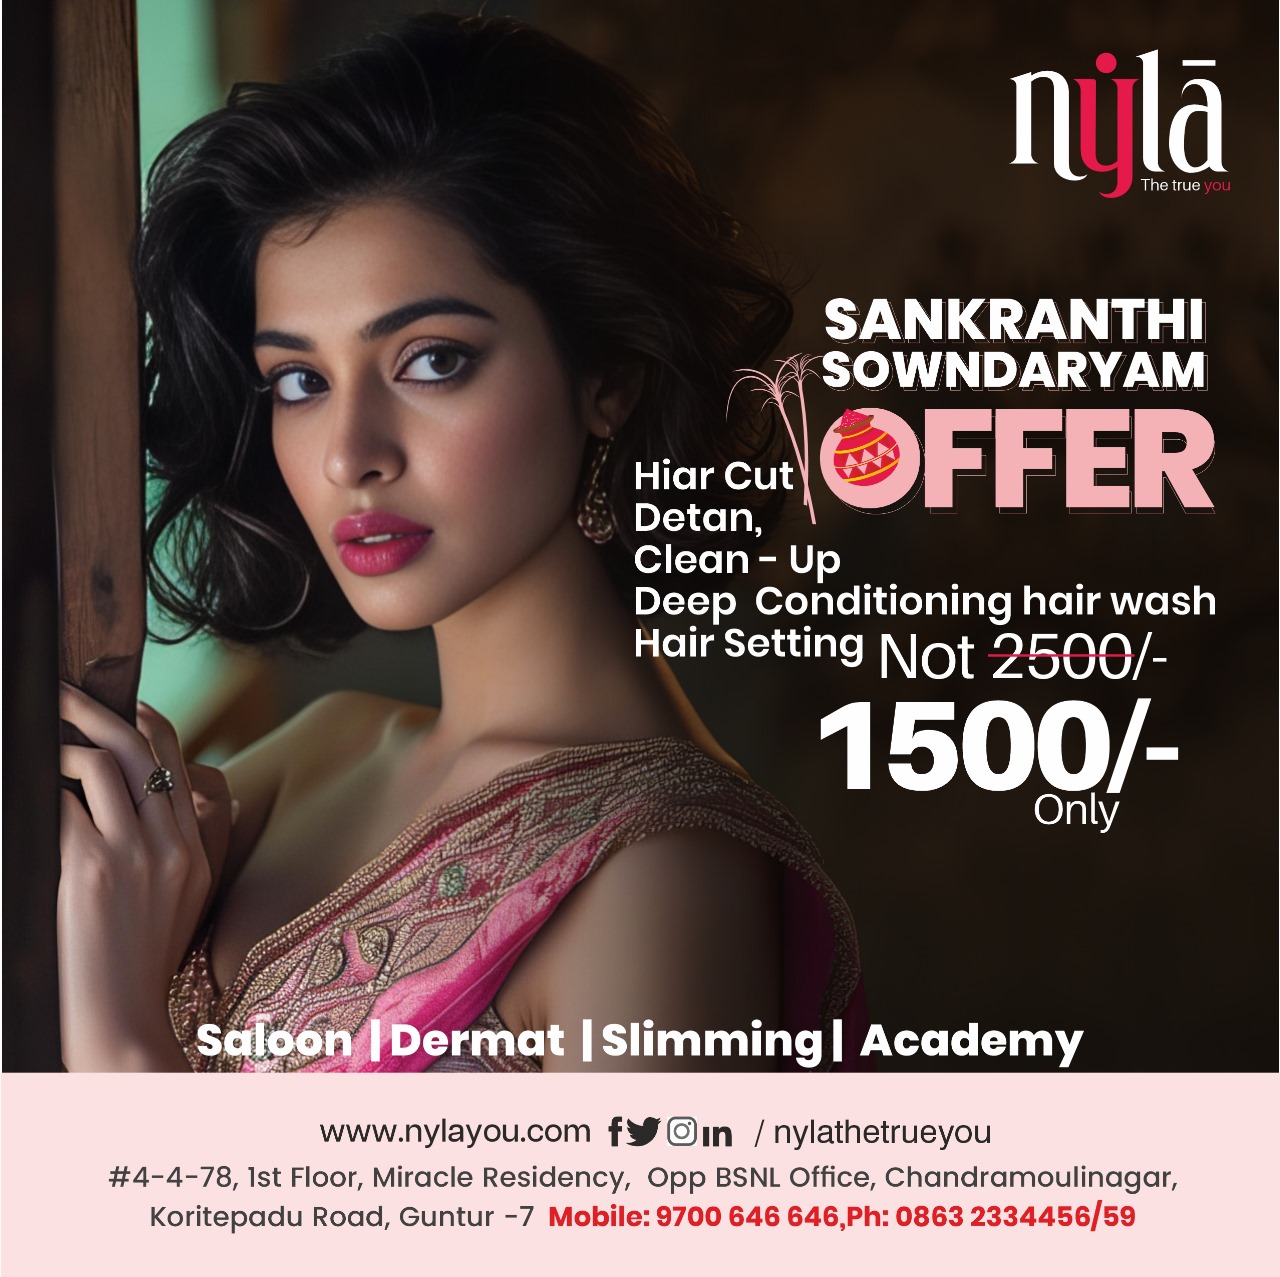 nyla
The true you
SANKRANTHI
SOWNDARYAM
OFFER
Hiar Cut
Detan,
Clean - Up
Deep Conditioning hair wash
Hair Setting
Not 2500/-
1500/-
Only
Saloon | Dermat | Slimming | Academy
www.nylayou.com / nylathetrueyou
#4-4-78, 1st Floor, Miracle Residency, Opp BSNL Office, Chandramoulinagar,
Koritepadu Road, Guntur -7 Mobile: 9700 646 646,Ph: 0863 2334456/59